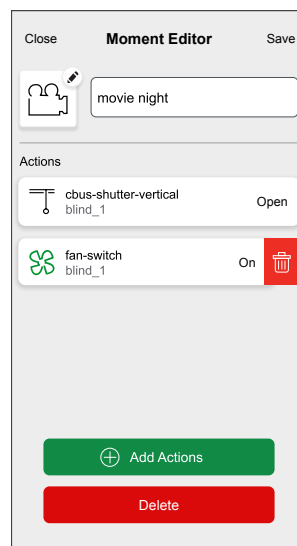 Close Moment Editor Save
movie night
Actions
cbus-shutter-vertical
blind_1 Open
fan-switch
blind_1 On
Add Actions
Delete